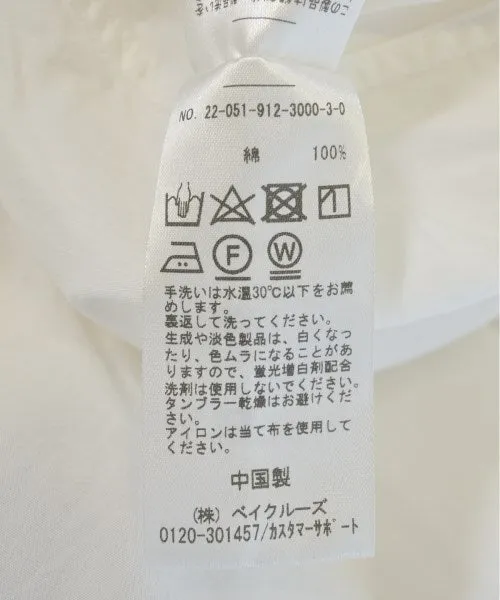 NO. 22-051-912-3000-3-0
綿 100%
F W
手洗いは水温30℃以下をお薦
めします。
裏返して洗ってください。
生成や淡色製品は、白くなっ
たり、色ムラになることがあ
りますので、蛍光増白剤配合
洗剤は使用しないでください。
タンブラー乾燥はお避けくだ
さい。
アイロンは当て布を使用して
ください。
中国製
(株) ベイクルーズ
0120-301457/カスタマーサポート